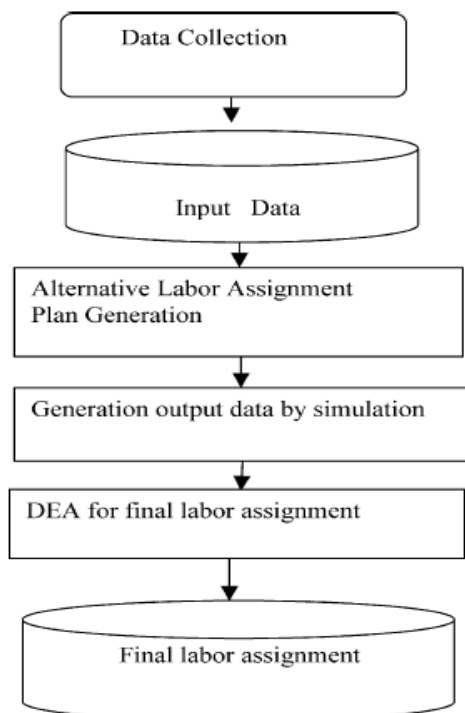 Data Collection
Input Data
Alternative Labor Assignment
Plan Generation
Generation output data by simulation
DEA for final labor assignment
Final labor assignment